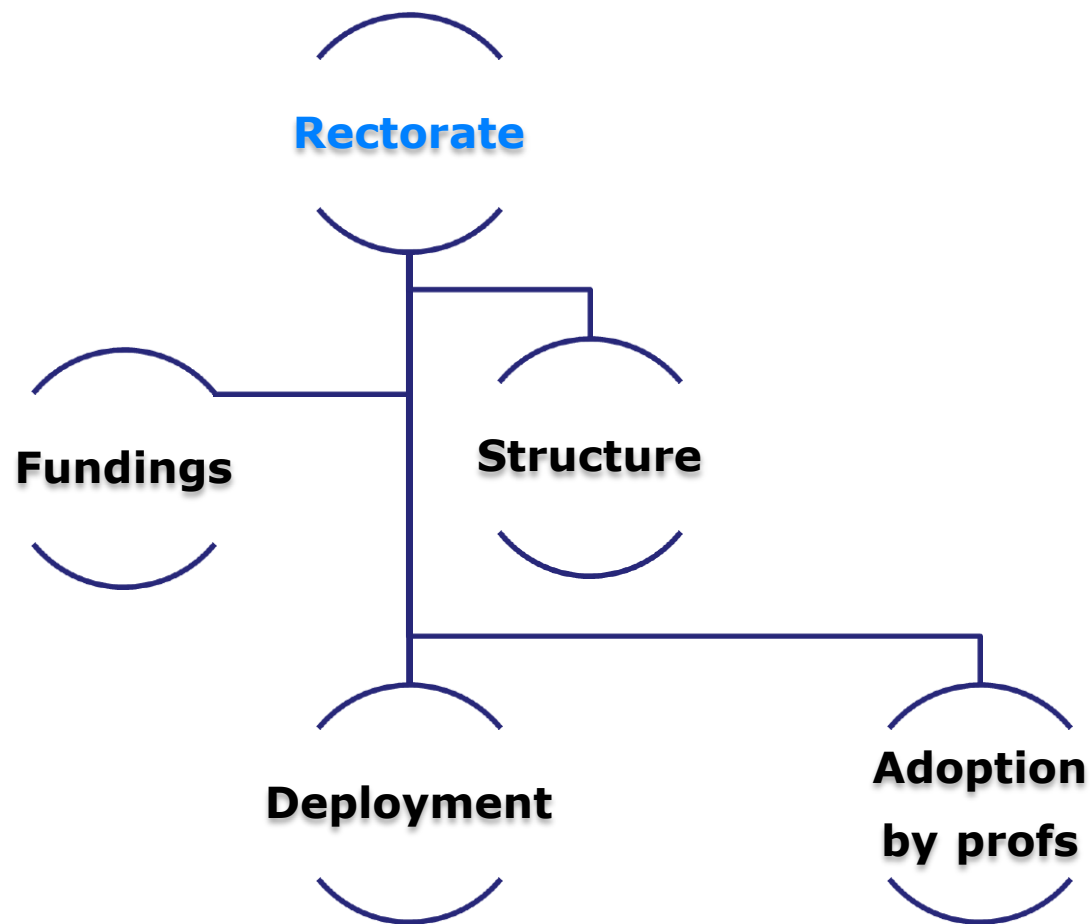 Rectorate
Structure
Fundings
Deployment
Adoption
by profs